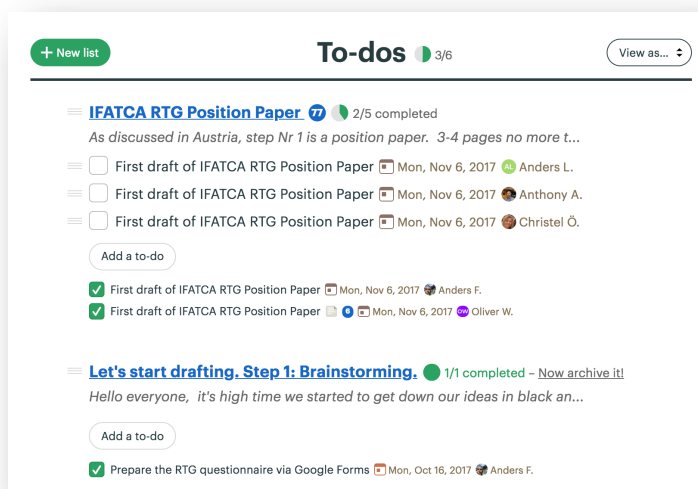 + New list
To-dos 3/6
View as...
IFATCA RTG Position Paper 77 2/5 completed
As discussed in Austria, step Nr 1 is a position paper.  3-4 pages no more t...
First draft of IFATCA RTG Position Paper Mon, Nov 6, 2017 AL Anders L.
First draft of IFATCA RTG Position Paper Mon, Nov 6, 2017 Anthony A.
First draft of IFATCA RTG Position Paper Mon, Nov 6, 2017 Christel Ö.
Add a to-do
First draft of IFATCA RTG Position Paper Mon, Nov 6, 2017 Anders F.
First draft of IFATCA RTG Position Paper 6 Mon, Nov 6, 2017 OW Oliver W.
Let's start drafting. Step 1: Brainstorming. 1/1 completed – Now archive it!
Hello everyone,  it's high time we started to get down our ideas in black an...
Add a to-do
Prepare the RTG questionnaire via Google Forms Mon, Oct 16, 2017 Anders F.